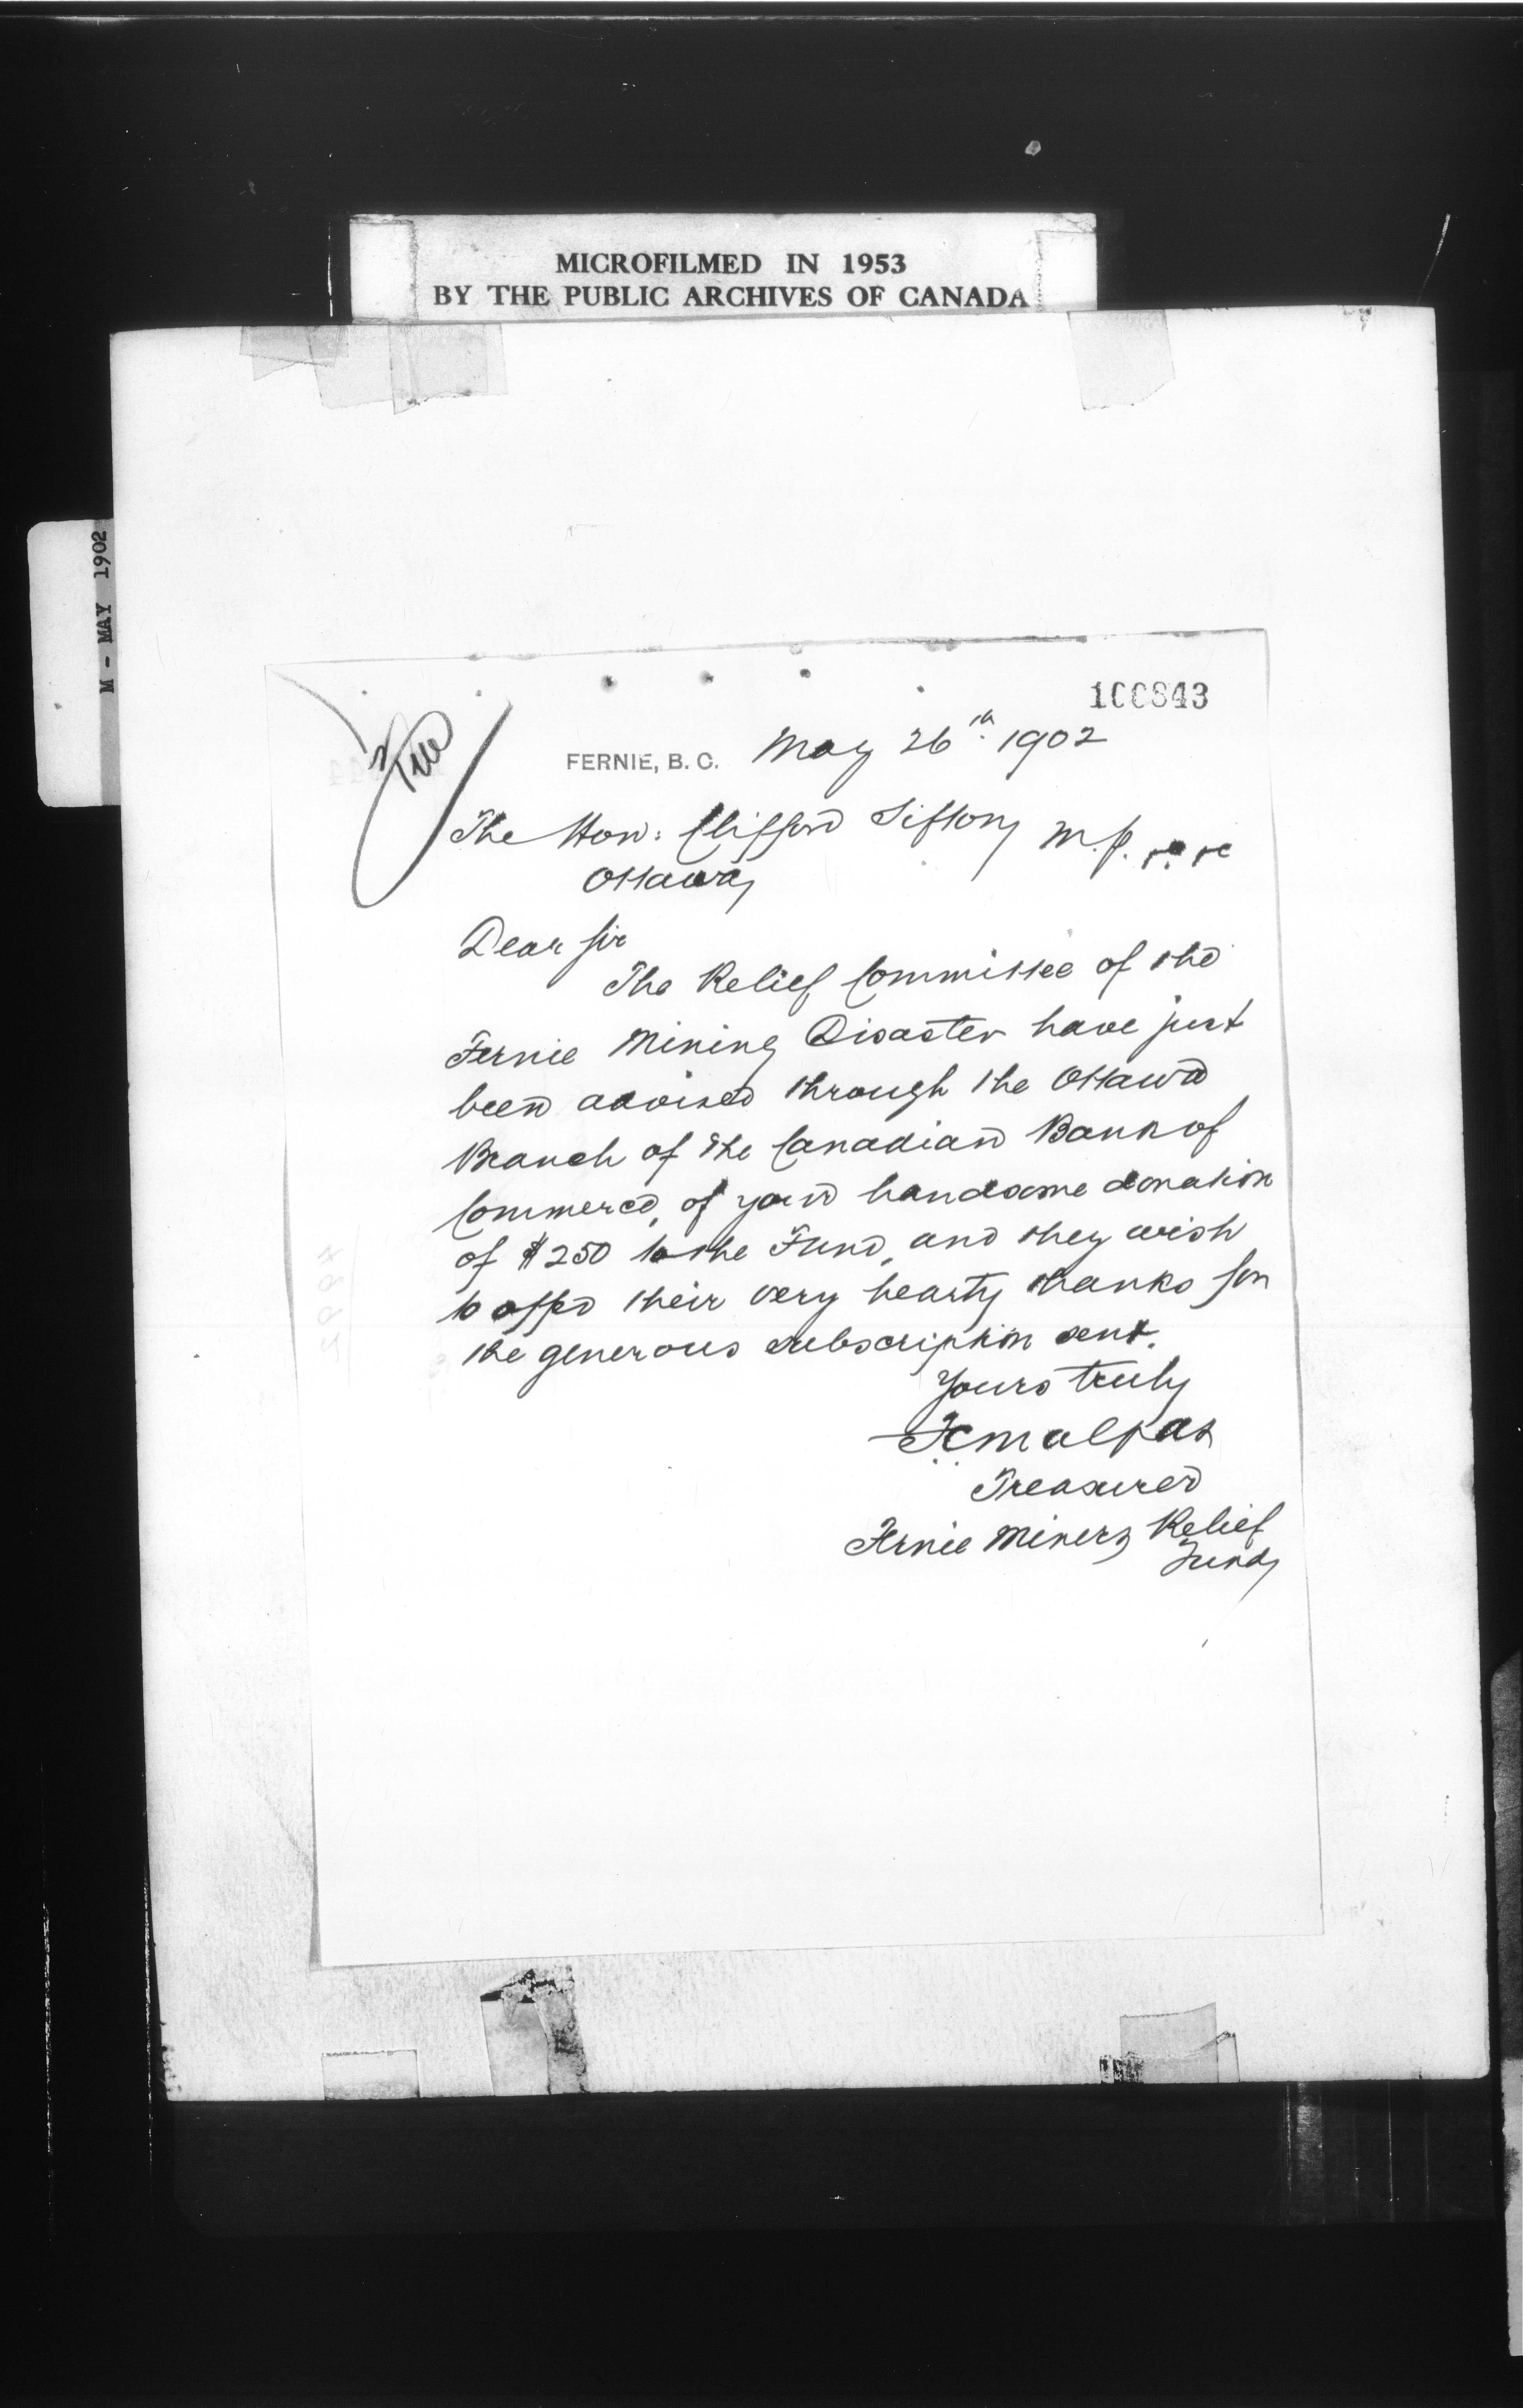 MICROFILMED IN 1953
BY THE PUBLIC ARCHIVES OF CANADA
M - MAY 1902
100843
File
FERNIE, B. C. May 26th 1902
The Hon: Clifford Sifton, M.P. &c &c
Ottawa,
Dear Sir
The Relief Committee of the
Fernie Mining Disaster have just
been advised through the Ottawa
Branch of the Canadian Bank of
Commerce, of your handsome donation
of $250 to the Fund, and they wish
to offer their very hearty thanks for
the generous subscription sent.
Yours truly
F.C. Malpas
Treasurer
Fernie Miners Relief
Fund,